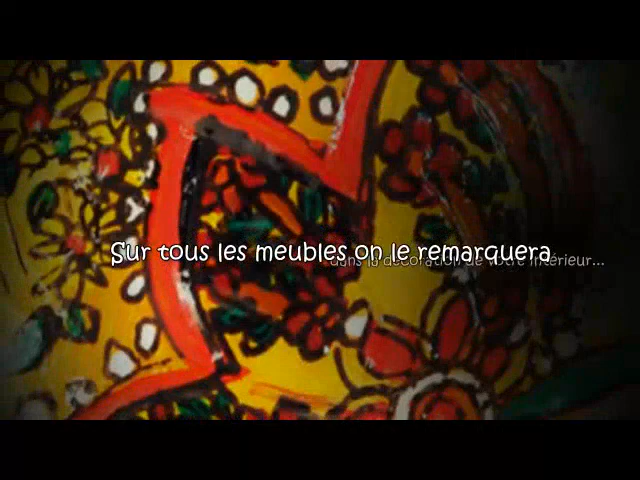 Sur tous les meubles on le remarquera
dans la décoration de votre intérieur...